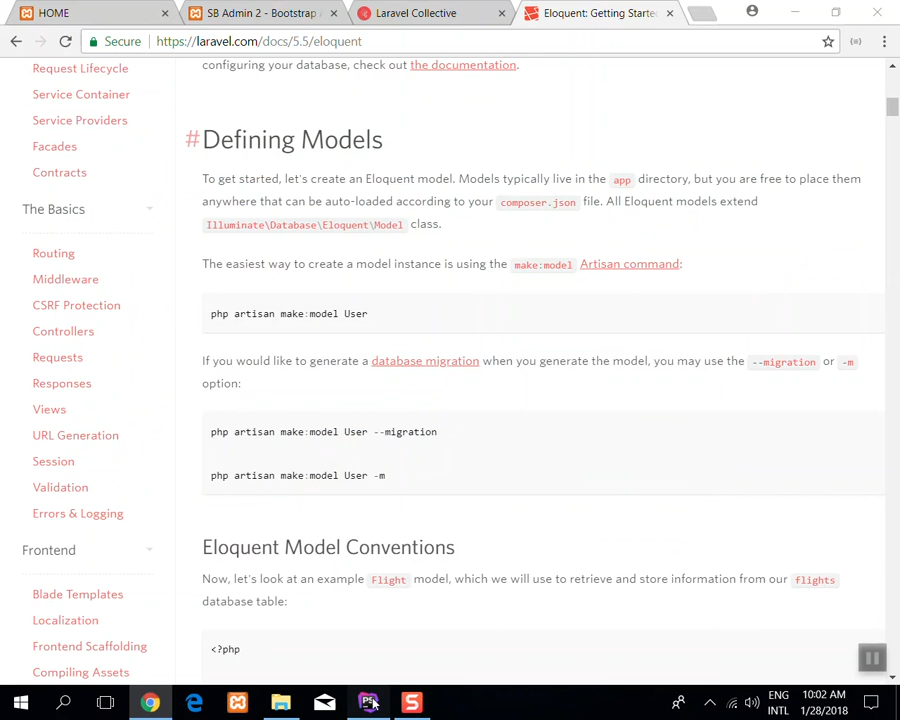 HOME
SB Admin 2 - Bootstrap
Laravel Collective
Eloquent: Getting Starte
Secure
https://laravel.com/docs/5.5/eloquent
Request Lifecycle
Service Container
Service Providers
Facades
Contracts
The Basics
Routing
Middleware
CSRF Protection
Controllers
Requests
Responses
Views
URL Generation
Session
Validation
Errors & Logging
Frontend
Blade Templates
Localization
Frontend Scaffolding
Compiling Assets
configuring your database, check out the documentation.
# Defining Models
To get started, let's create an Eloquent model. Models typically live in the app directory, but you are free to place them
anywhere that can be auto-loaded according to your composer.json file. All Eloquent models extend
Illuminate\Database\Eloquent\Model class.
The easiest way to create a model instance is using the make:model Artisan command:
php artisan make:model User
If you would like to generate a database migration when you generate the model, you may use the --migration or -m
option:
php artisan make:model User --migration
php artisan make:model User -m
Eloquent Model Conventions
Now, let's look at an example Flight model, which we will use to retrieve and store information from our flights
database table:
<?php
ENG
INTL
10:02 AM
1/28/2018